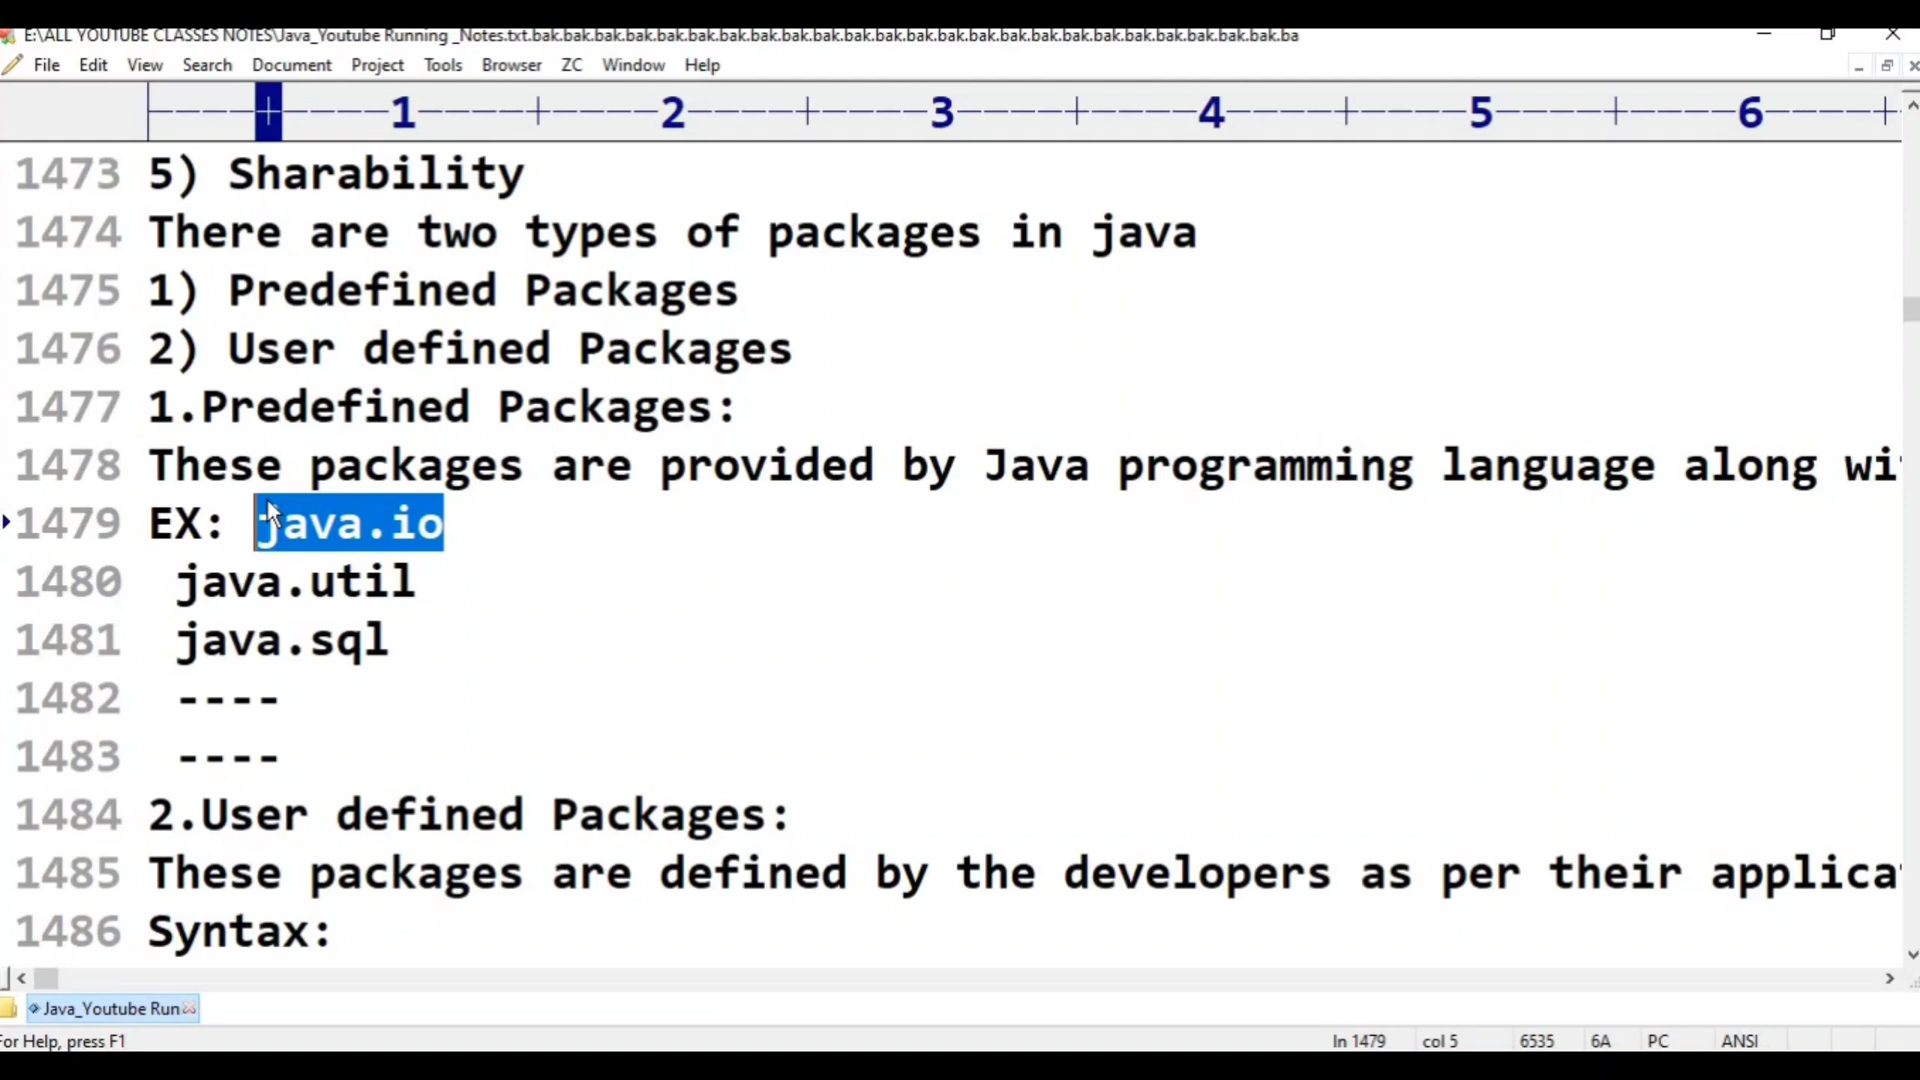 E:\ALL YOUTUBE CLASSES NOTES\Java_Youtube Running _Notes.txt.bak.bak.bak.bak.bak.bak.bak.bak.bak.bak.bak.bak.bak.bak.bak.bak.bak.bak.bak.bak.bak.bak.bak.bak.ba
File Edit View Search Document Project Tools Browser ZC Window Help
1 2 3 4 5 6
1473 5) Sharability
1474 There are two types of packages in java
1475 1) Predefined Packages
1476 2) User defined Packages
1477 1.Predefined Packages:
1478 These packages are provided by Java programming language along wi
1479 EX: java.io
1480 java.util
1481 java.sql
1482 ----
1483 ----
1484 2.User defined Packages:
1485 These packages are defined by the developers as per their applica
1486 Syntax:
Java_Youtube Run
For Help, press F1 ln 1479 col 5 6535 6A PC ANSI